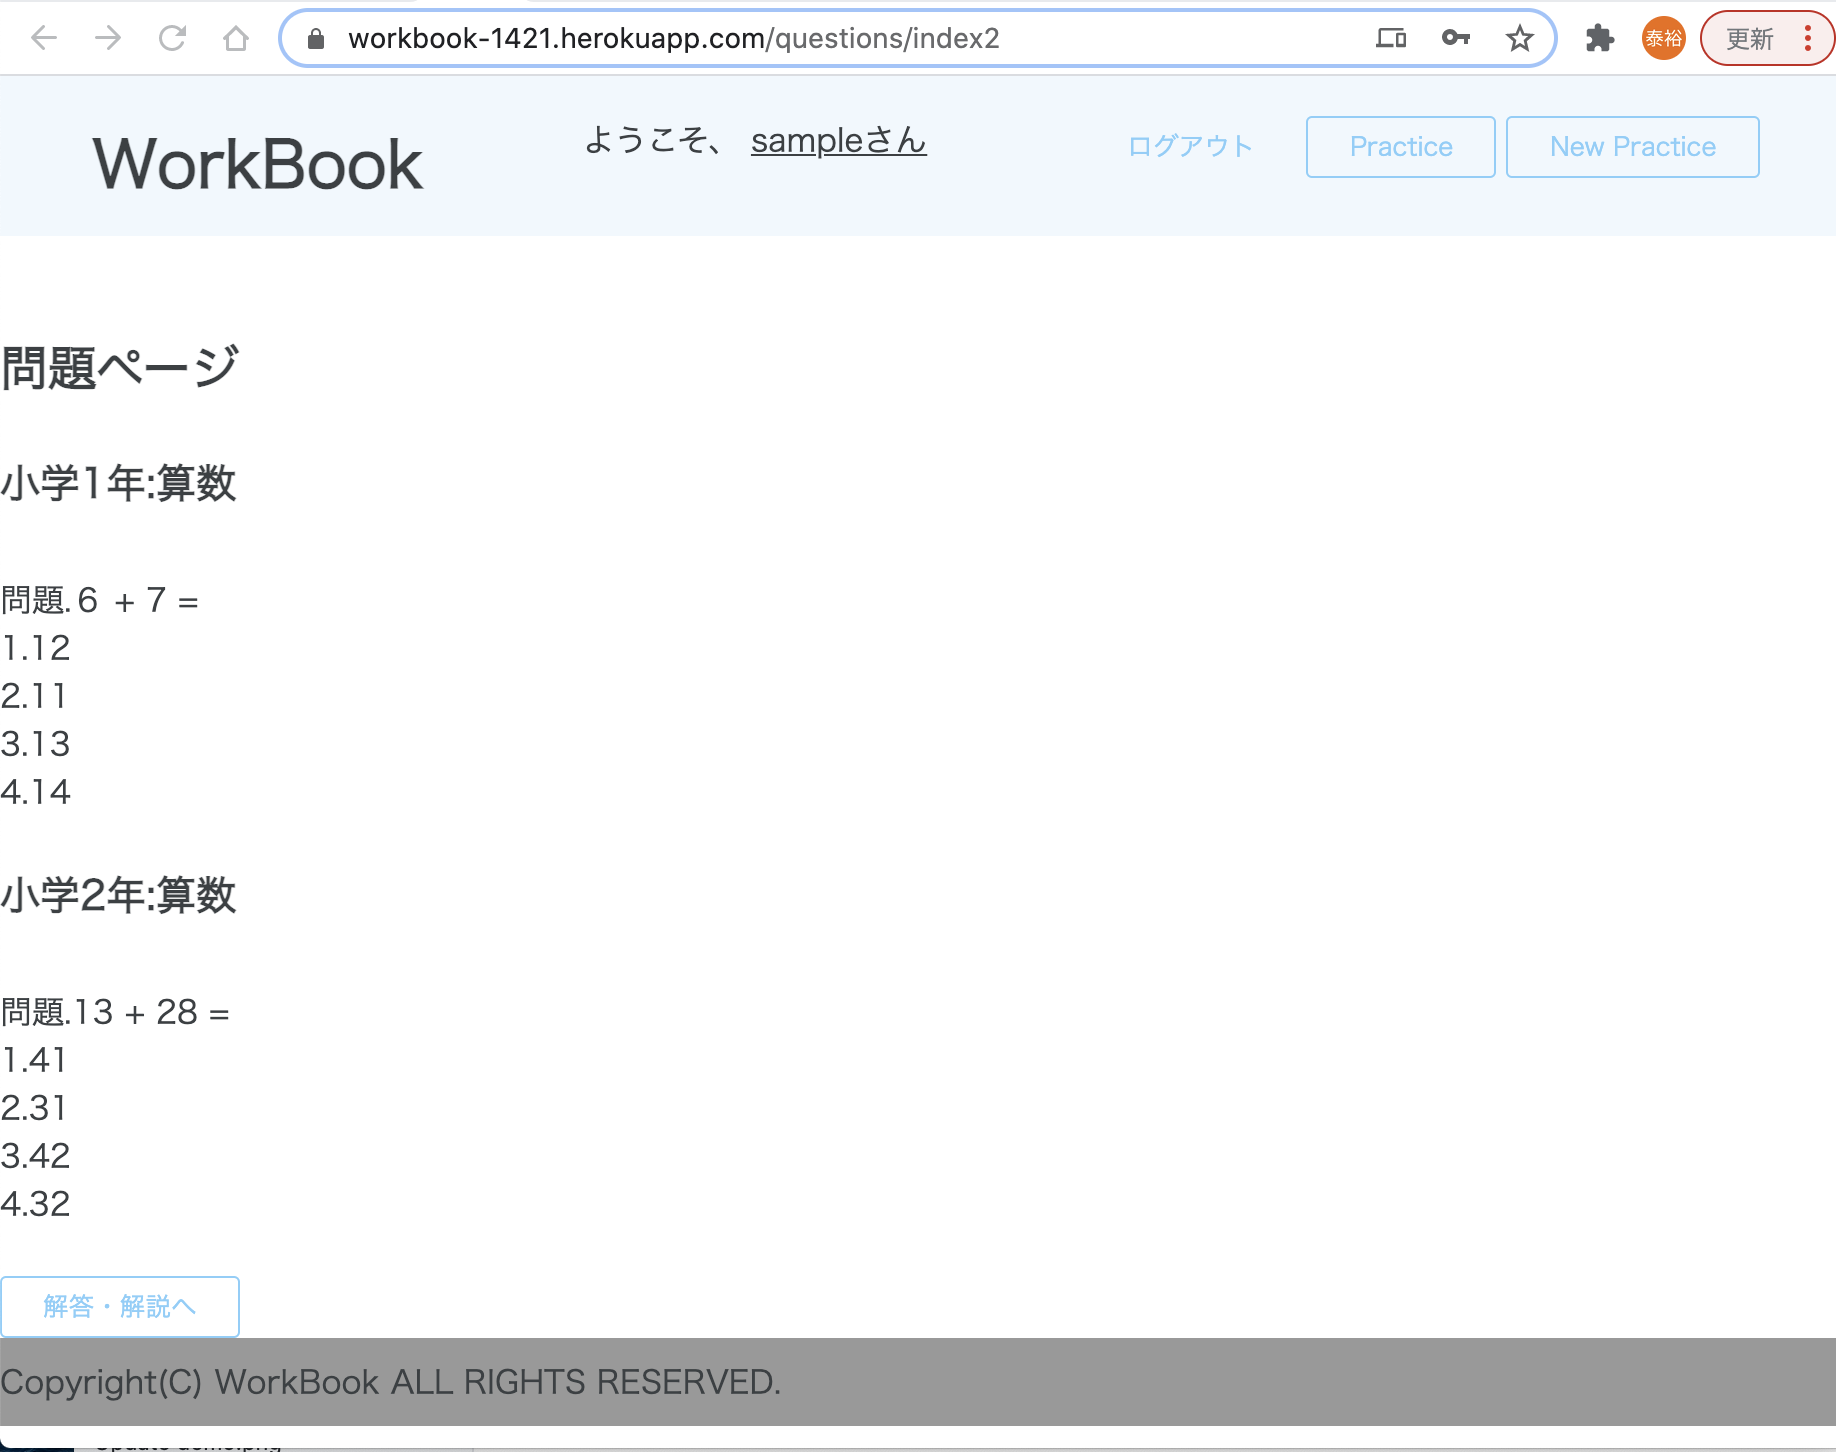 workbook-1421.herokuapp.com/questions/index2
泰裕
更新
WorkBook
ようこそ、 sampleさん
ログアウト
Practice
New Practice
問題ページ
小学1年:算数
問題.６ + 7 =
1.12
2.11
3.13
4.14
小学2年:算数
問題.13 + 28 =
1.41
2.31
3.42
4.32
解答・解説へ
Copyright(C) WorkBook ALL RIGHTS RESERVED.